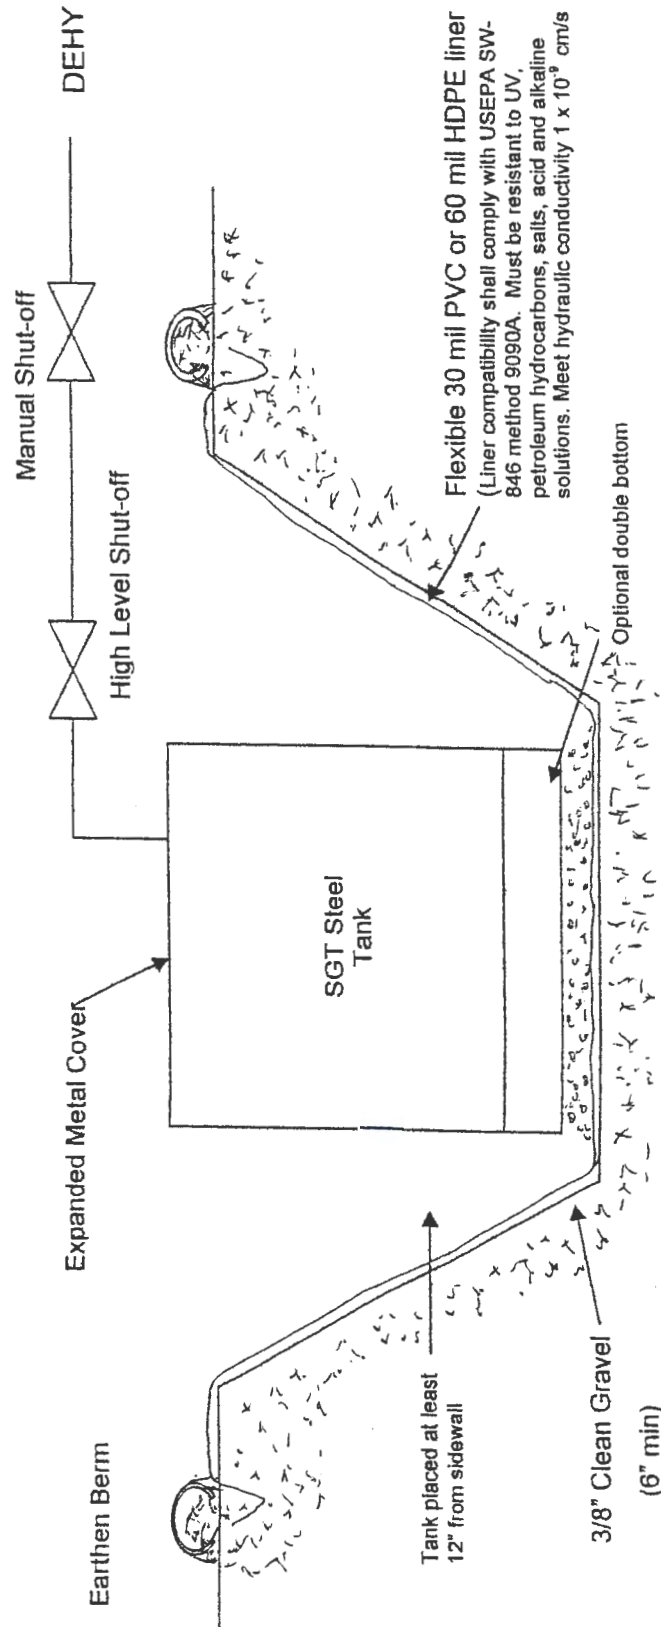 DEHY
Manual Shut-off
High Level Shut-off
Expanded Metal Cover
Earthen Berm
SGT Steel
Tank
Flexible 30 mil PVC or 60 mil HDPE liner
(Liner compatibility shall comply with USEPA SW-
846 method 9090A. Must be resistant to UV,
petroleum hydrocarbons, salts, acid and alkaline
solutions. Meet hydraulic conductivity 1 x 10⁻⁹ cm/s
Optional double bottom
Tank placed at least
12" from sidewall
3/8" Clean Gravel
(6" min)